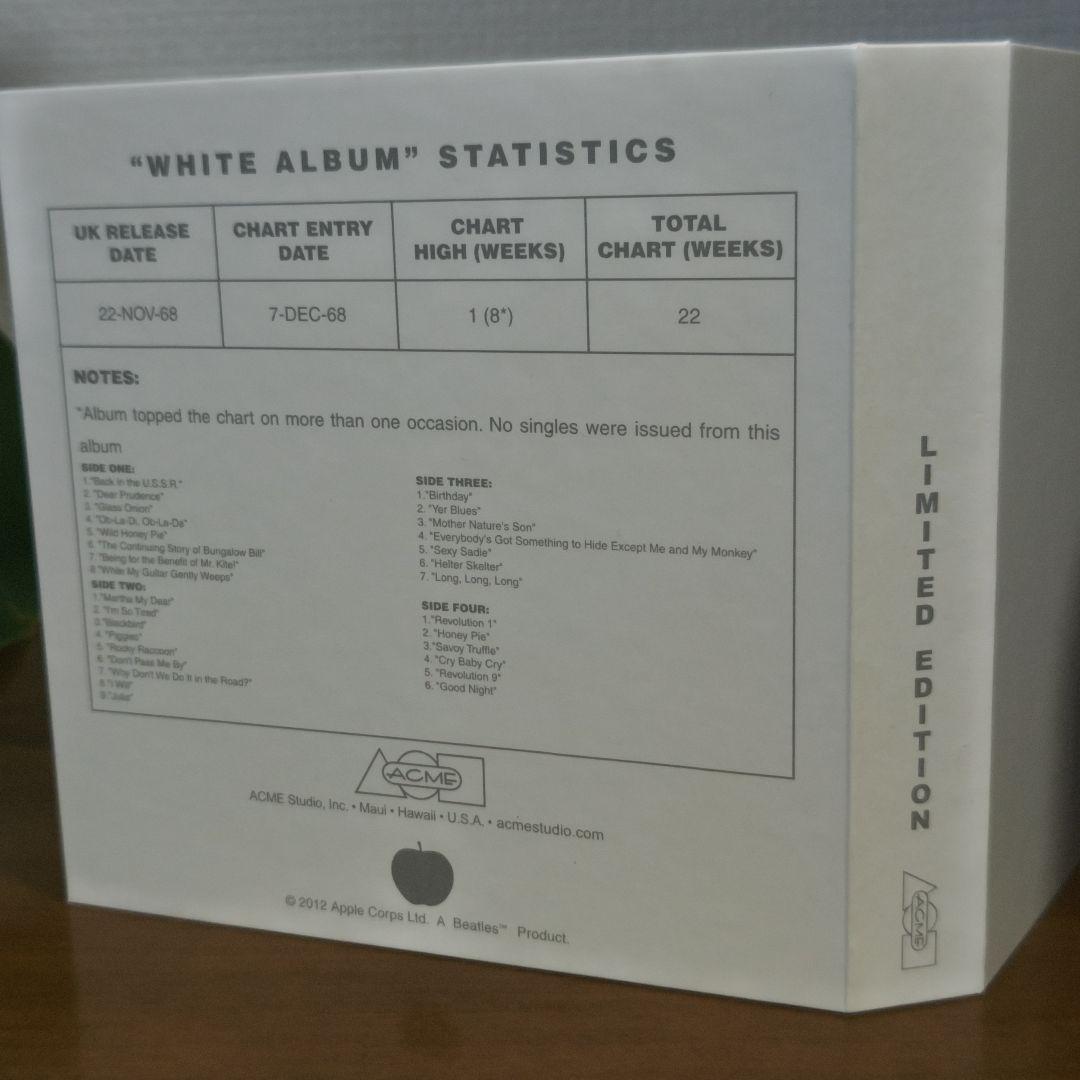 “WHITE ALBUM” STATISTICS
UK RELEASE DATE
CHART ENTRY DATE
CHART HIGH (WEEKS)
TOTAL CHART (WEEKS)
22-NOV-68
7-DEC-68
1 (8*)
22
NOTES:
*Album topped the chart on more than one occasion. No singles were issued from this
album
SIDE ONE:
1."Back in the U.S.S.R."
2. "Dear Prudence"
3. "Glass Onion"
4. "Ob-La-Di, Ob-La-Da"
5. "Wild Honey Pie"
6. "The Continuing Story of Bungalow Bill"
7. "Being for the Benefit of Mr. Kite!"
8 "While My Guitar Gently Weeps"
SIDE TWO:
1."Martha My Dear"
2. "I'm So Tired"
3."Blackbird"
4. "Piggies"
5. "Rocky Raccoon"
6. "Don't Pass Me By"
7. "Why Don't We Do It in the Road?"
8."I Will"
9."Julia"
SIDE THREE:
1."Birthday"
2. "Yer Blues"
3. "Mother Nature's Son"
4. "Everybody's Got Something to Hide Except Me and My Monkey"
5. "Sexy Sadie"
6. "Helter Skelter"
7. "Long, Long, Long"
SIDE FOUR:
1."Revolution 1"
2. "Honey Pie"
3."Savoy Truffle"
4. "Cry Baby Cry"
5. "Revolution 9"
6. "Good Night"
ACME
ACME Studio, Inc. • Maui • Hawaii • U.S.A. • acmestudio.com
© 2012 Apple Corps Ltd. A Beatles™ Product.
LIMITED EDITION
ACME